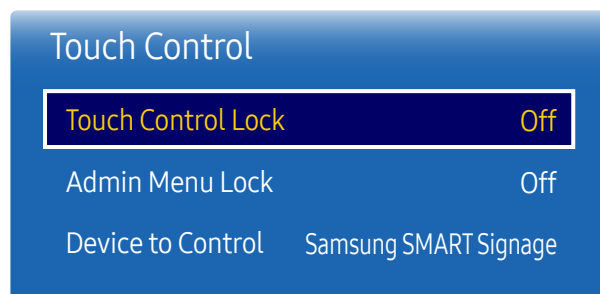 Touch Control
Touch Control Lock Off
Admin Menu Lock Off
Device to Control Samsung SMART Signage